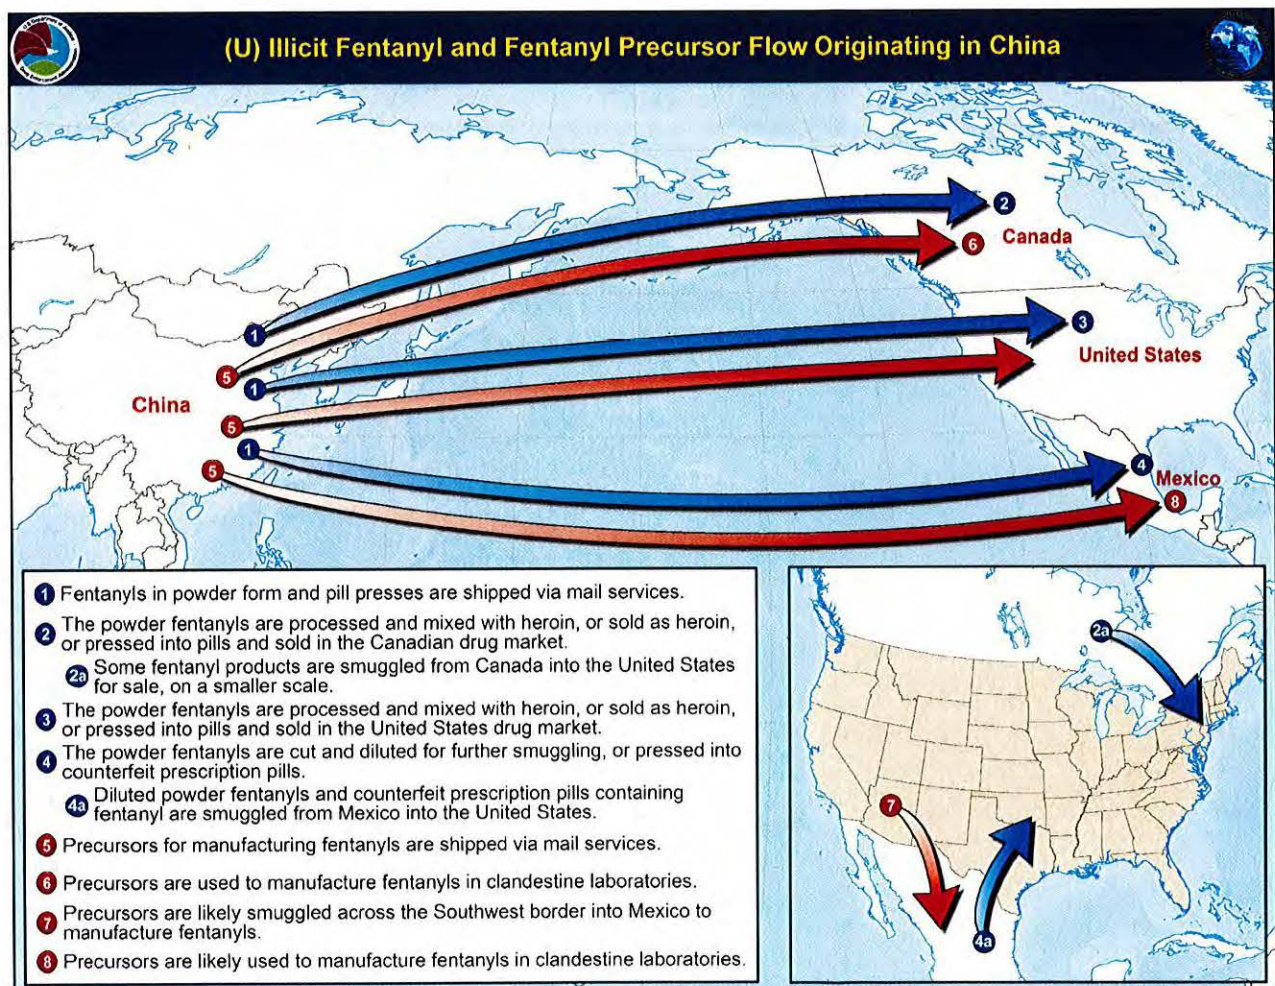 (U) Illicit Fentanyl and Fentanyl Precursor Flow Originating in China
2
Canada
6
1
3
United States
5
1
China
5
1
4
5
Mexico
8
1 Fentanyls in powder form and pill presses are shipped via mail services.
2 The powder fentanyls are processed and mixed with heroin, or sold as heroin,
or pressed into pills and sold in the Canadian drug market.
2a Some fentanyl products are smuggled from Canada into the United States
for sale, on a smaller scale.
3 The powder fentanyls are processed and mixed with heroin, or sold as heroin,
or pressed into pills and sold in the United States drug market.
4 The powder fentanyls are cut and diluted for further smuggling, or pressed into
counterfeit prescription pills.
4a Diluted powder fentanyls and counterfeit prescription pills containing
fentanyl are smuggled from Mexico into the United States.
5 Precursors for manufacturing fentanyls are shipped via mail services.
6 Precursors are used to manufacture fentanyls in clandestine laboratories.
7 Precursors are likely smuggled across the Southwest border into Mexico to
manufacture fentanyls.
8 Precursors are likely used to manufacture fentanyls in clandestine laboratories.
2a
7
4a